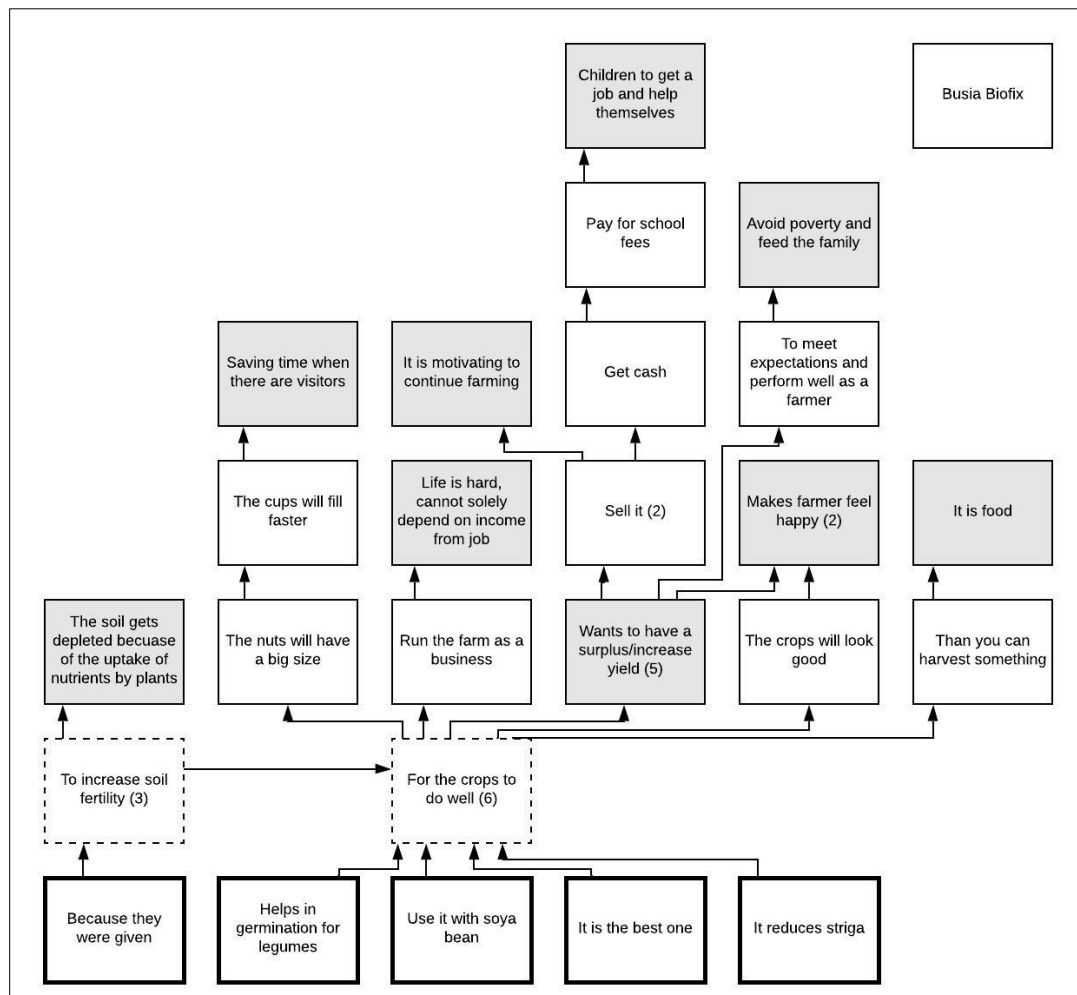 Children to get a
job and help
themselves
Busia Biofix
Pay for school
fees
Avoid poverty and
feed the family
Saving time when
there are visitors
It is motivating to
continue farming
Get cash
To meet
expectations and
perform well as a
farmer
The cups will fill
faster
Life is hard,
cannot solely
depend on income
from job
Sell it (2)
Makes farmer feel
happy (2)
It is food
The soil gets
depleted becuase
of the uptake of
nutrients by plants
The nuts will have
a big size
Run the farm as a
business
Wants to have a
surplus/increase
yield (5)
The crops will look
good
Than you can
harvest something
To increase soil
fertility (3)
For the crops to
do well (6)
Because they
were given
Helps in
germination for
legumes
Use it with soya
bean
It is the best one
It reduces striga